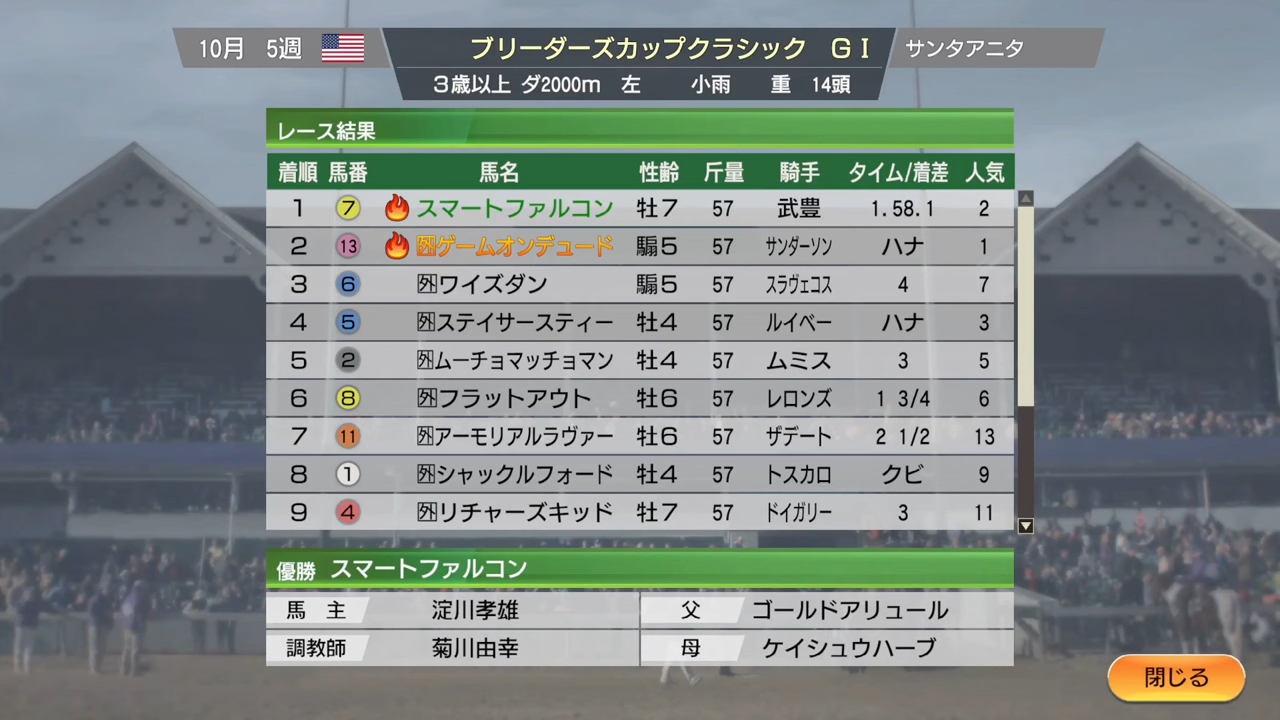 10月 5週 ブリーダーズカップクラシック GⅠ サンタアニタ
3歳以上 ダ2000m 左 小雨 重 14頭
レース結果
着順 馬番 馬名 性齢 斤量 騎手 タイム/着差 人気
1 7 スマートファルコン 牡7 57 武豊 1.58.1 2
2 13 外ゲームオンデュード 騸5 57 サンダーソン ハナ 1
3 6 外ワイズダン 騸5 57 スラヴェコス 4 7
4 5 外ステイサースティー 牡4 57 ルイベー ハナ 3
5 2 外ムーチョマッチョマン 牡4 57 ムミス 3 5
6 8 外フラットアウト 牡6 57 レロンズ 1 3/4 6
7 11 外アーモリアルラヴァー 牡6 57 ザデート 2 1/2 13
8 1 外シャックルフォード 牡4 57 トスカロ クビ 9
9 4 外リチャーズキッド 牡7 57 ドイガリー 3 11
優勝 スマートファルコン
馬 主 淀川孝雄 父 ゴールドアリュール
調教師 菊川由幸 母 ケイシュウハーブ
閉じる